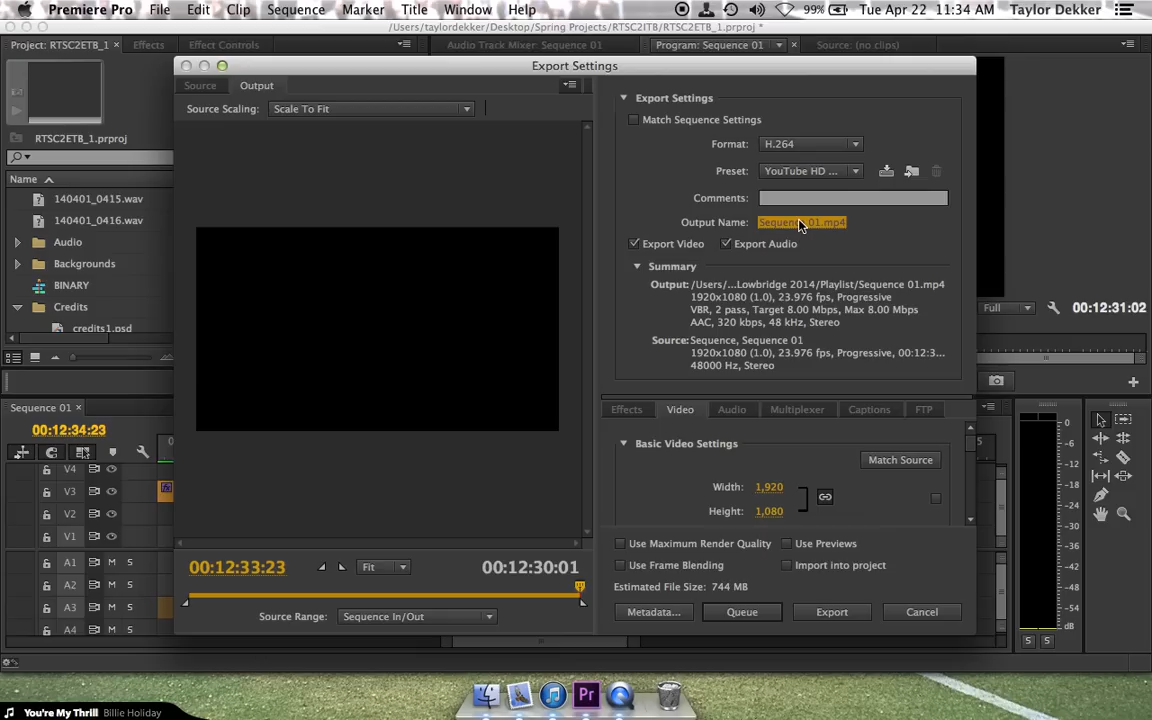 Premiere Pro File Edit Clip Sequence Marker Title Window Help 99% Tue Apr 22 11:34 AM Taylor Dekker
/Users/taylordekker/Desktop/Spring Projects/RTSC2ITB/RTSC2ETB_1.prproj *
Project: RTSC2ETB_1 × Effects Effect Controls Audio Track Mixer: Sequence 01 Program: Sequence 01 × Source: (no clips)
Export Settings
Source Output
Source Scaling: Scale To Fit
Export Settings
Match Sequence Settings
Format: H.264
Preset: YouTube HD ...
Comments:
Output Name: Sequence 01.mp4
Export Video Export Audio
Summary
Output: /Users/...Lowbridge 2014/Playlist/Sequence 01.mp4
1920x1080 (1.0), 23.976 fps, Progressive
VBR, 2 pass, Target 8.00 Mbps, Max 8.00 Mbps
AAC, 320 kbps, 48 kHz, Stereo
Source: Sequence, Sequence 01
1920x1080 (1.0), 23.976 fps, Progressive, 00:12:3...
48000 Hz, Stereo
Effects Video Audio Multiplexer Captions FTP
Basic Video Settings
Match Source
Width: 1,920
Height: 1,080
Use Maximum Render Quality Use Previews
Use Frame Blending Import into project
Estimated File Size: 744 MB
Metadata... Queue Export Cancel
00:12:33:23 Fit 00:12:30:01
Source Range: Sequence In/Out
RTSC2ETB_1.prproj
Name
140401_0415.wav
140401_0416.wav
Audio
Backgrounds
BINARY
Credits
credits1.psd
Full 00:12:31:02
Sequence 01 ×
00:12:34:23
V4
V3
V2
V1
A1 M S
A2 M S
A3 M S
A4 M S
0
-6
-12
-18
-24
-30
-36
-42
-48
-54
dB
S S
Pr
You're My Thrill Billie Holiday